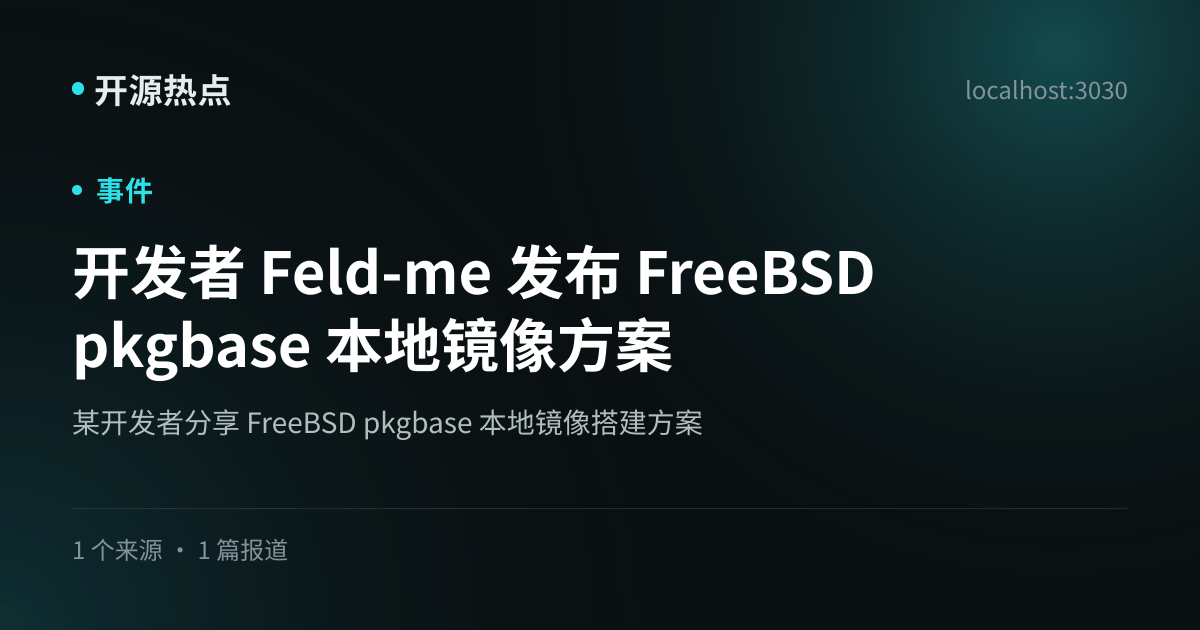 开源热点
localhost:3030
事件
开发者 Feld-me 发布 FreeBSD
pkgbase 本地镜像方案
某开发者分享 FreeBSD pkgbase 本地镜像搭建方案
1 个来源 · 1 篇报道